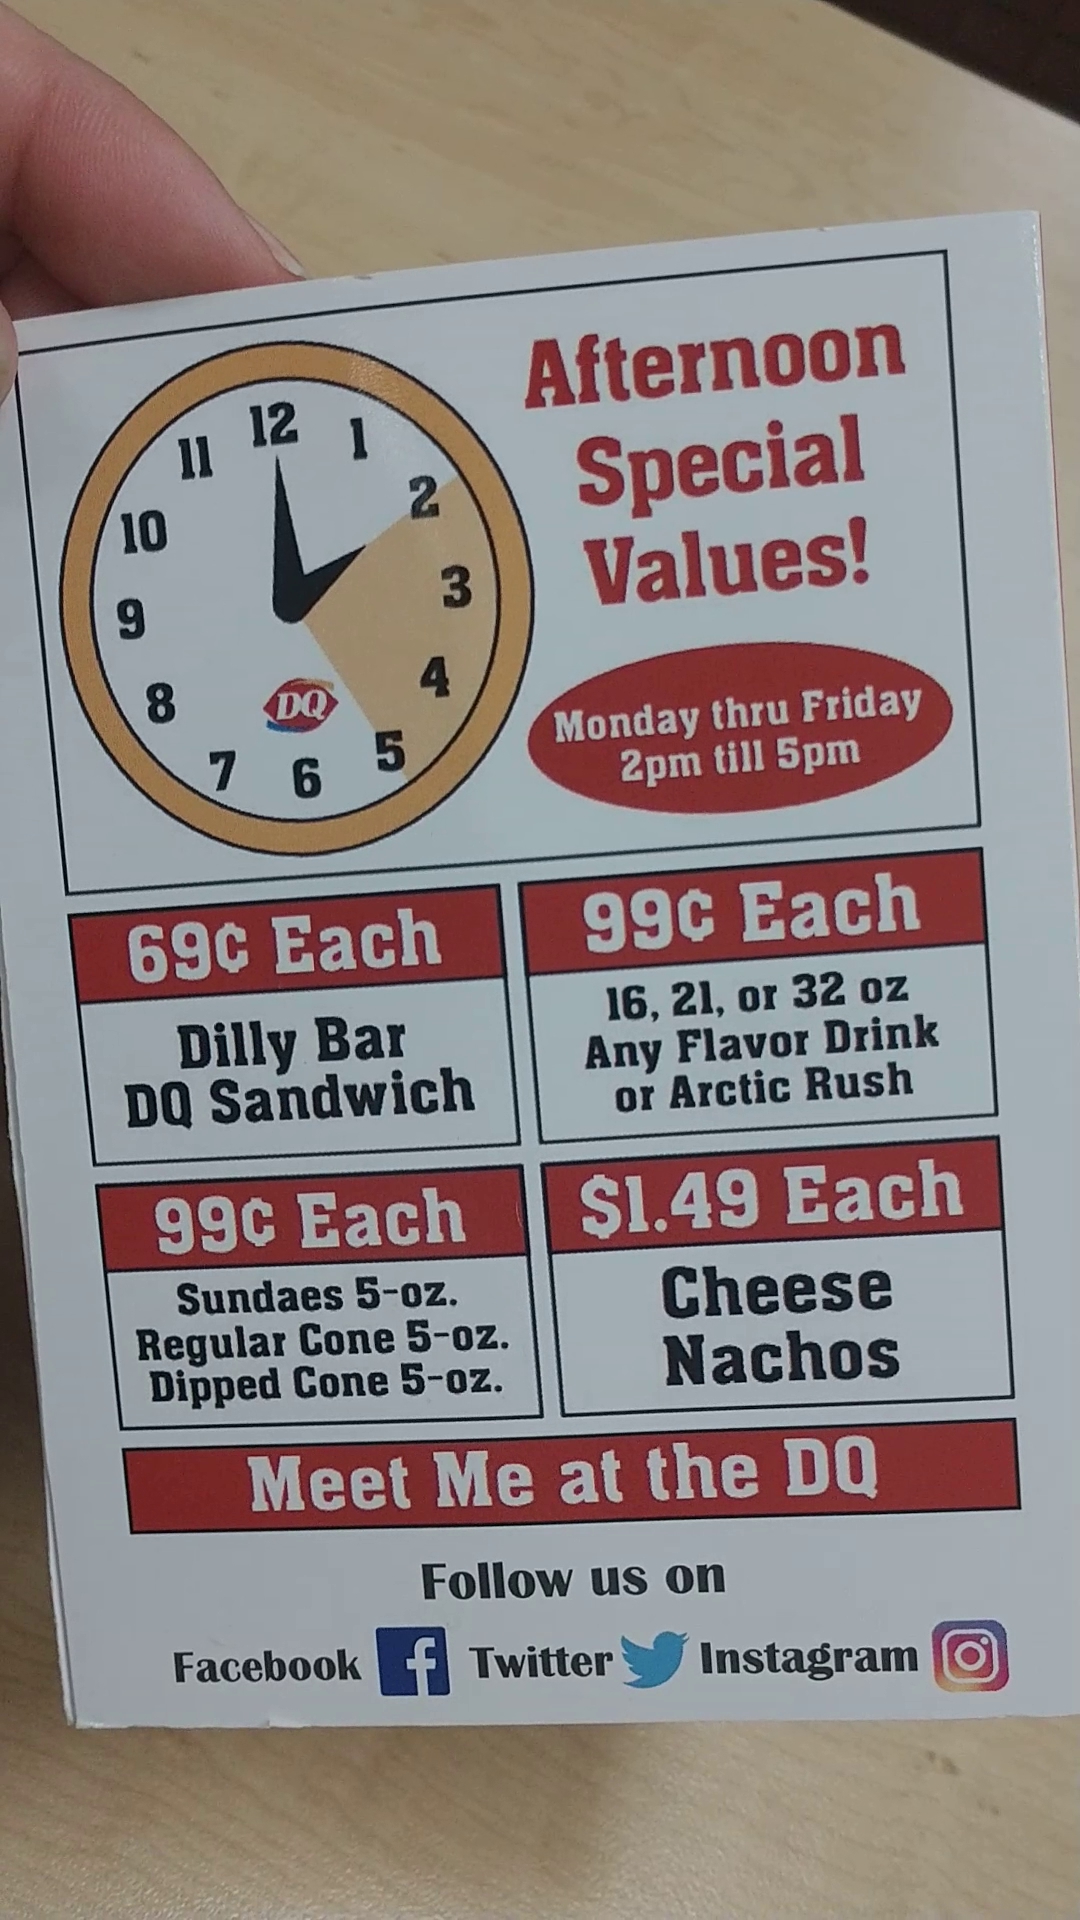 12
1
2
3
4
5
6
7
8
9
10
11
DQ
Afternoon
Special
Values!
Monday thru Friday
2pm till 5pm
69¢ Each
Dilly Bar
DQ Sandwich
99¢ Each
16, 21, or 32 oz
Any Flavor Drink
or Arctic Rush
99¢ Each
Sundaes 5-oz.
Regular Cone 5-oz.
Dipped Cone 5-oz.
$1.49 Each
Cheese
Nachos
Meet Me at the DQ
Follow us on
Facebook f Twitter Instagram